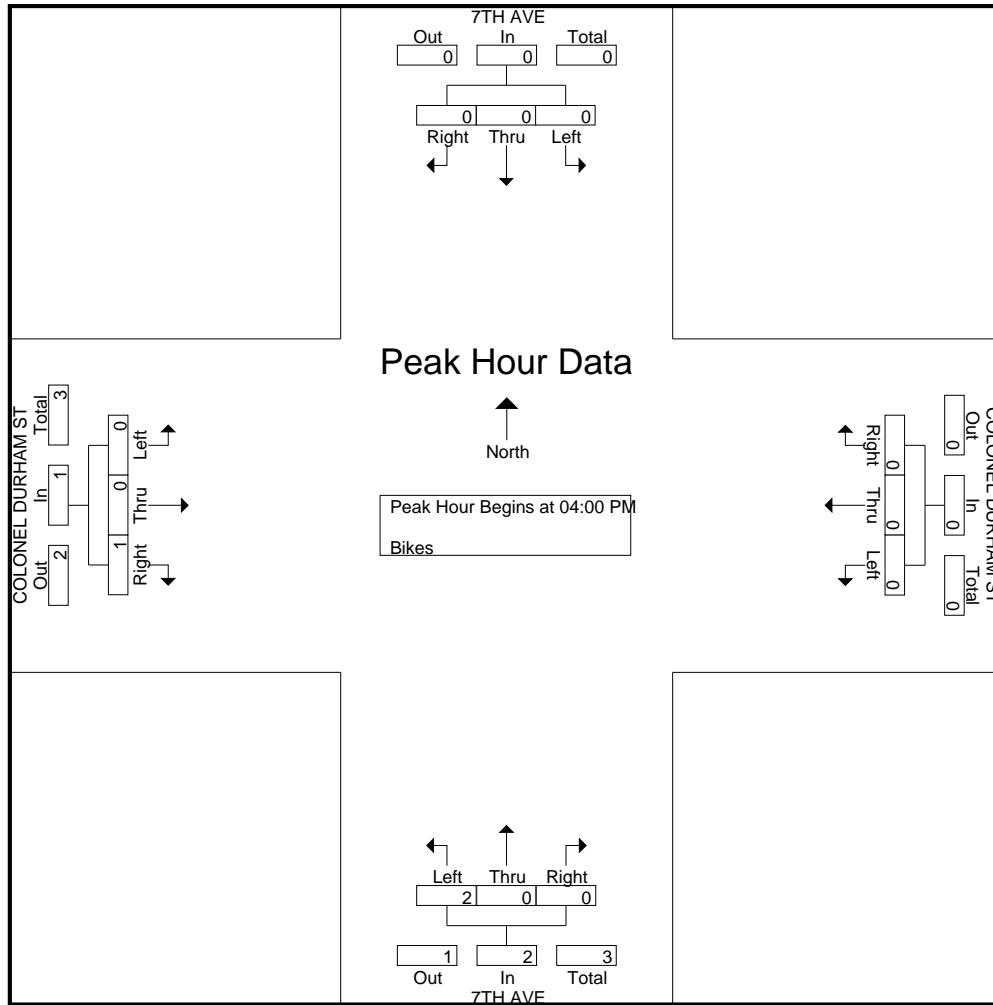 7TH AVE
Out In Total
0 0 0
0 0 0
Right Thru Left
Peak Hour Data
North
Peak Hour Begins at 04:00 PM
Bikes
COLONEL DURHAM ST
Out In Total
2 1 3
0 0 1
Left Thru Right
COLONEL DURHAM ST
Out In Total
0 0 0
0 0 0
Right Thru Left
Left Thru Right
2 0 0
1 2 3
Out In Total
7TH AVE